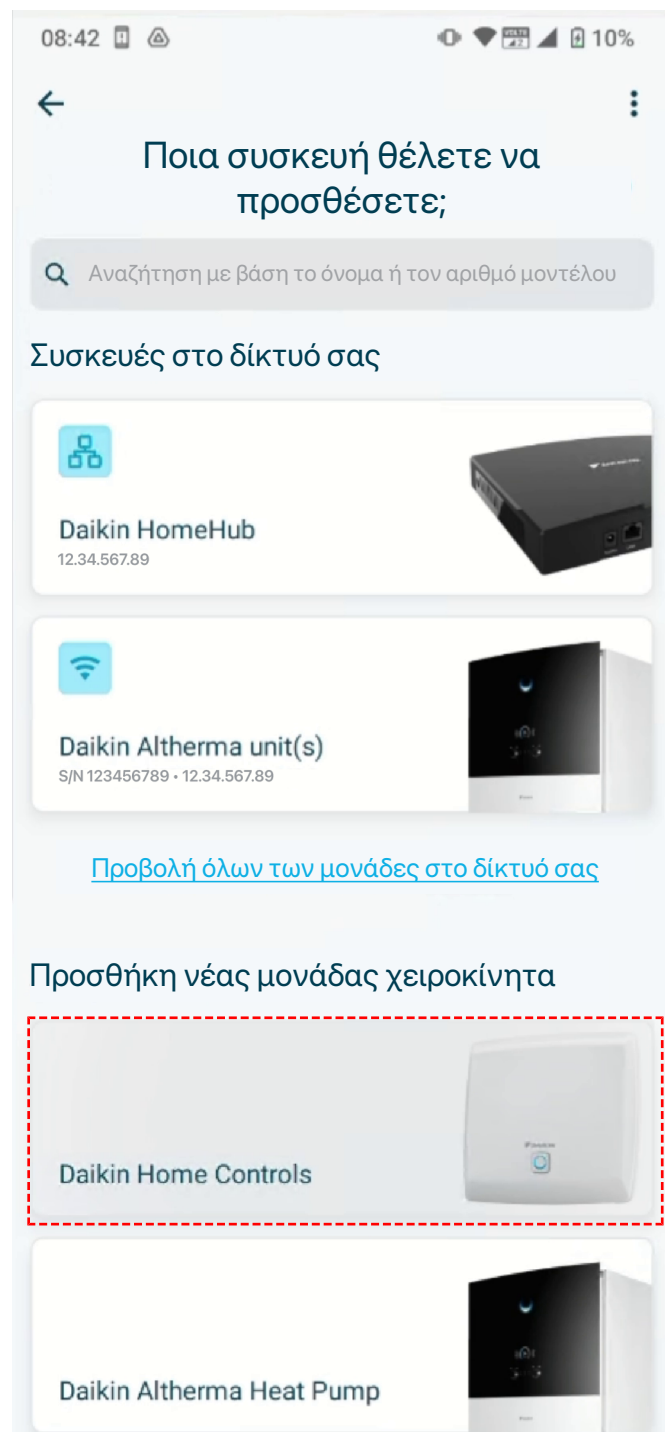 08:42
10%
Ποια συσκευή θέλετε να
προσθέσετε;
Αναζήτηση με βάση το όνομα ή τον αριθμό μοντέλου
Συσκευές στο δίκτυό σας
Daikin HomeHub
12.34.567.89
Daikin Altherma unit(s)
S/N 123456789 • 12.34.567.89
Προβολή όλων των μονάδες στο δίκτυό σας
Προσθήκη νέας μονάδας χειροκίνητα
DAIKIN
Daikin Home Controls
Daikin Altherma Heat Pump